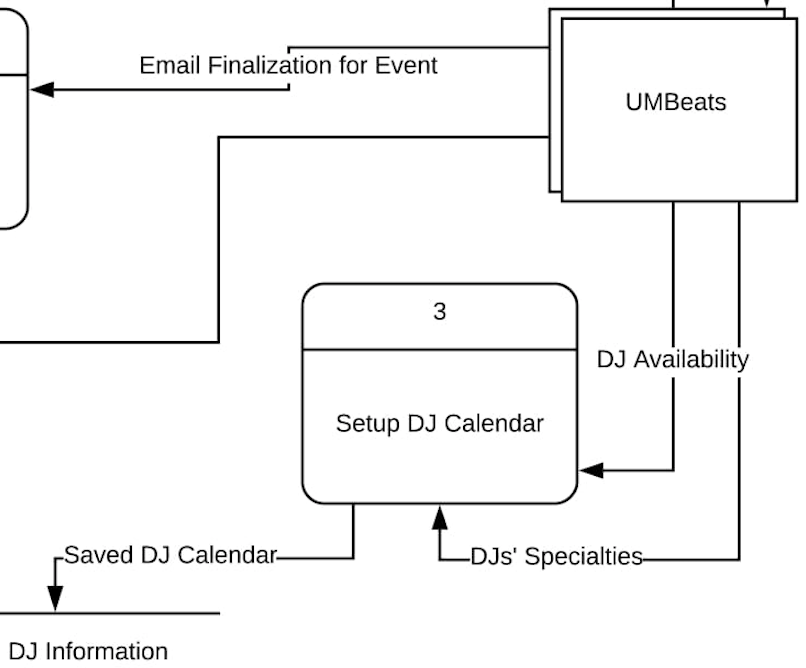 Email Finalization for Event
UMBeats
3
DJ Availability
Setup DJ Calendar
Saved DJ Calendar
DJs' Specialties
DJ Information